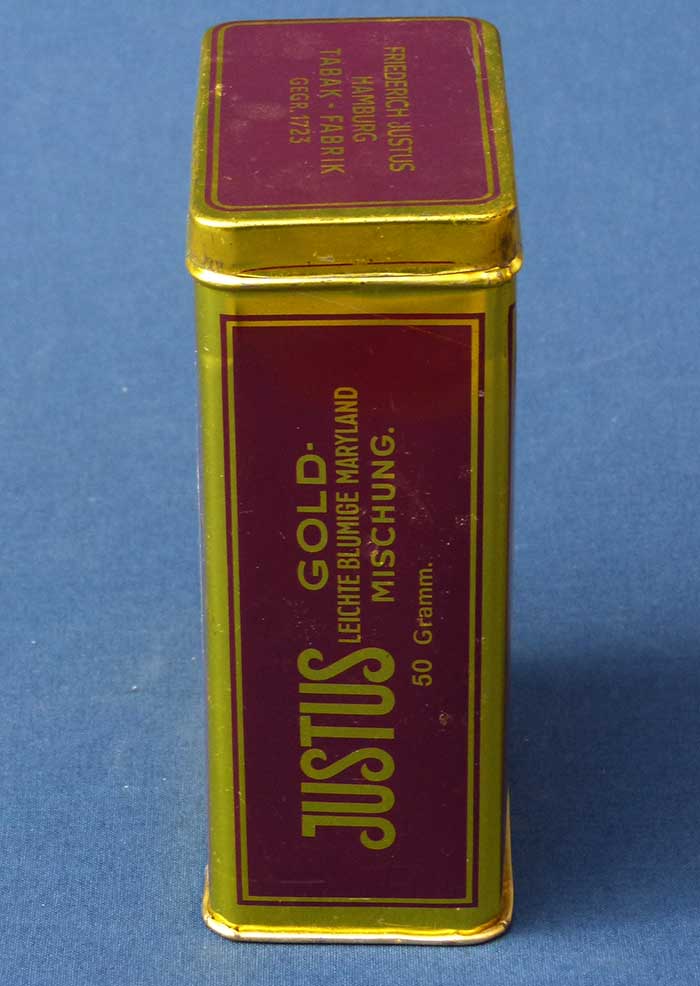 FRIEDERICH JUSTUS
HAMBURG
TABAK • FABRIK
GEGR. 1723
JUSTUS GOLD-
LEICHTE BLUMIGE MARYLAND
MISCHUNG.
50 Gramm.